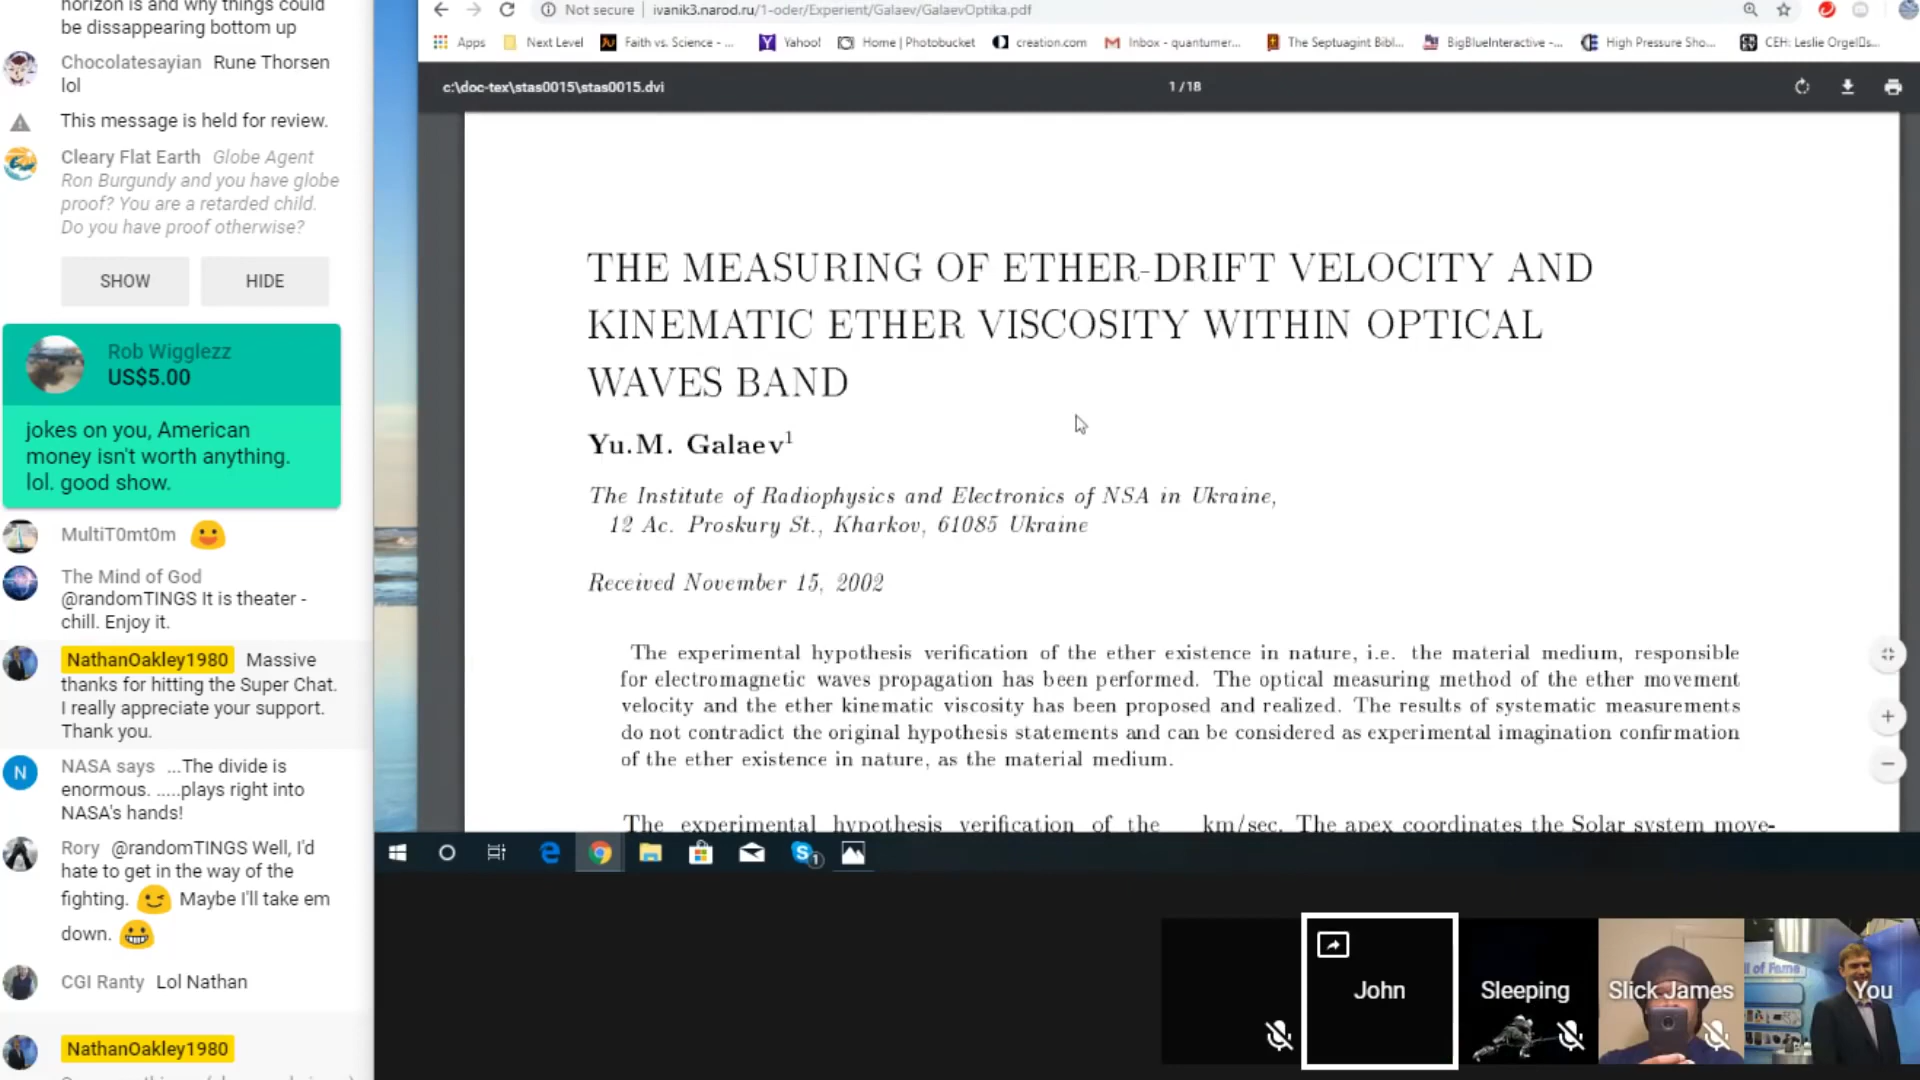 horizon is and why things could
be dissappearing bottom up
Chocolatesayian Rune Thorsen
lol
This message is held for review.
Cleary Flat Earth Globe Agent
Ron Burgundy and you have globe
proof? You are a retarded child.
Do you have proof otherwise?
SHOW HIDE
Rob Wigglezz
US$5.00
jokes on you, American
money isn't worth anything.
lol. good show.
MultiT0mt0m
The Mind of God
@randomTINGS It is theater -
chill. Enjoy it.
NathanOakley1980 Massive
thanks for hitting the Super Chat.
I really appreciate your support.
Thank you.
N NASA says ...The divide is
enormous. .....plays right into
NASA's hands!
Rory @randomTINGS Well, I'd
hate to get in the way of the
fighting. Maybe I'll take em
down.
CGI Ranty Lol Nathan
NathanOakley1980
Not secure | ivanik3.narod.ru/1-oder/Experient/Galaev/GalaevOptika.pdf
Apps Next Level Faith vs. Science - ... Yahoo! Home | Photobucket creation.com Inbox - quantumer... The Septuagint Bibl... BigBlueInteractive -... High Pressure Sho... CEH: Leslie Orgel▯s...
c:\doc-tex\stas0015\stas0015.dvi 1 / 18
THE MEASURING OF ETHER-DRIFT VELOCITY AND
KINEMATIC ETHER VISCOSITY WITHIN OPTICAL
WAVES BAND
Yu.M. Galaev1
The Institute of Radiophysics and Electronics of NSA in Ukraine,
12 Ac. Proskury St., Kharkov, 61085 Ukraine
Received November 15, 2002
The experimental hypothesis verification of the ether existence in nature, i.e. the material medium, responsible
for electromagnetic waves propagation has been performed. The optical measuring method of the ether movement
velocity and the ether kinematic viscosity has been proposed and realized. The results of systematic measurements
do not contradict the original hypothesis statements and can be considered as experimental imagination confirmation
of the ether existence in nature, as the material medium.
The experimental hypothesis verification of the km/sec. The apex coordinates the Solar system move-
S 1
John
Sleeping
Slick James
l of Fame
You